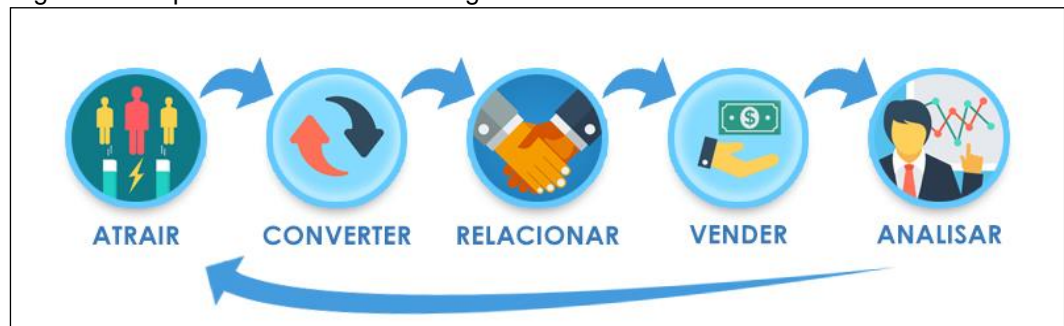 ATRAIR
CONVERTER
RELACIONAR
VENDER
ANALISAR